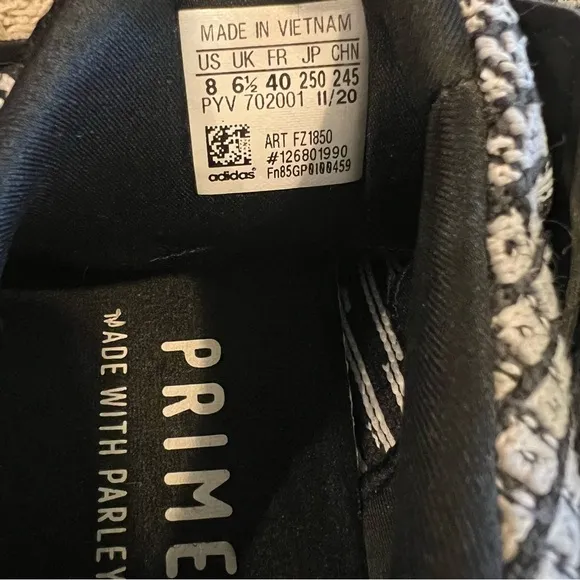 MADE IN VIETNAM
US UK FR JP CHN
8 6½ 40 250 245
PYV 702001 11/20
ART FZ1850
#126801990
adidas Fn85GP0I00459
PRIME
MADE WITH PARLEY